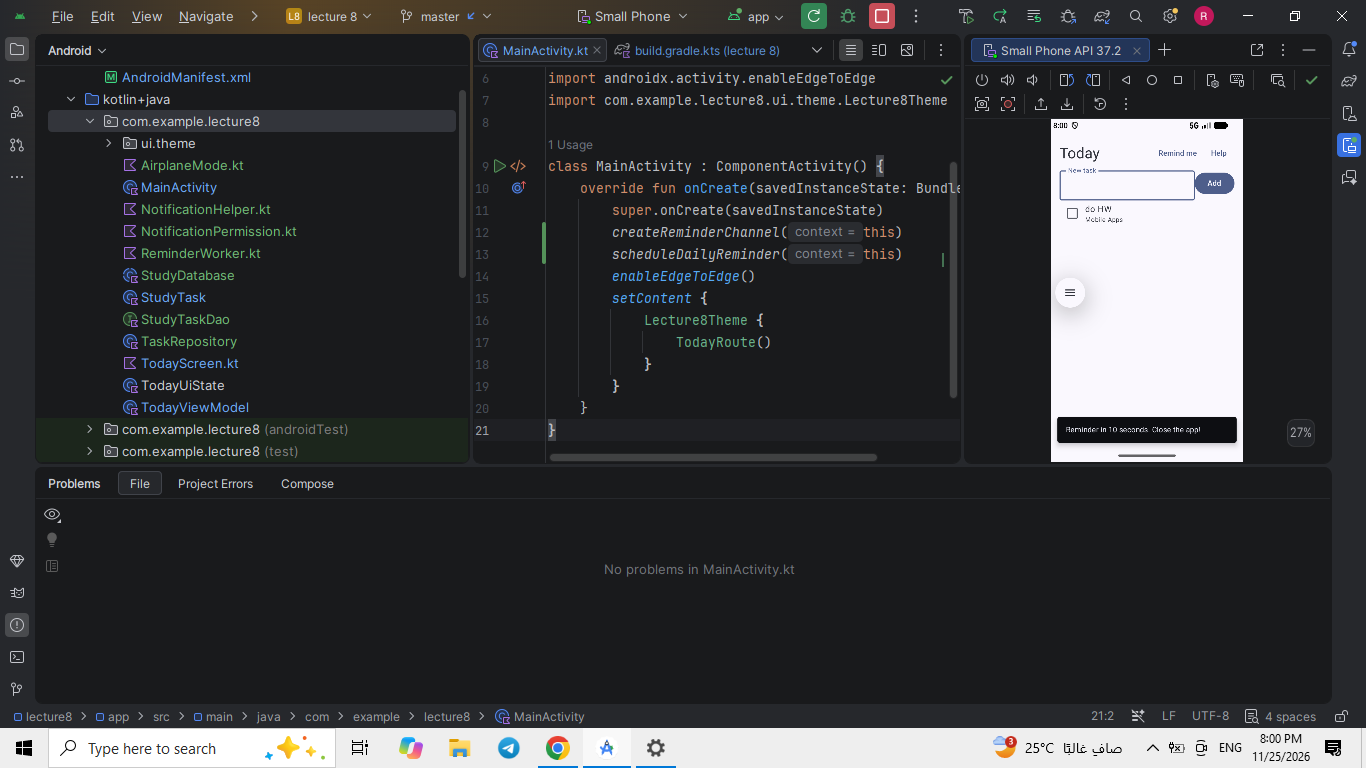 File Edit View Navigate L8 lecture 8 master Small Phone app R
Android
AndroidManifest.xml
kotlin+java
com.example.lecture8
ui.theme
AirplaneMode.kt
MainActivity
NotificationHelper.kt
NotificationPermission.kt
ReminderWorker.kt
StudyDatabase
StudyTask
StudyTaskDao
TaskRepository
TodayScreen.kt
TodayUiState
TodayViewModel
com.example.lecture8 (androidTest)
com.example.lecture8 (test)
MainActivity.kt build.gradle.kts (lecture 8)
6 import androidx.activity.enableEdgeToEdge
7 import com.example.lecture8.ui.theme.Lecture8Theme
8
1 Usage
9 class MainActivity : ComponentActivity() {
10 override fun onCreate(savedInstanceState: Bundle
11 super.onCreate(savedInstanceState)
12 createReminderChannel( context = this)
13 scheduleDailyReminder( context = this)
14 enableEdgeToEdge()
15 setContent {
16 Lecture8Theme {
17 TodayRoute()
18 }
19 }
20 }
21 }
Small Phone API 37.2
8:00 5G
Today Remind me Help
New task
Add
do HW
Mobile Apps
Reminder in 10 seconds. Close the app!
27%
Problems File Project Errors Compose
No problems in MainActivity.kt
lecture8 app src main java com example lecture8 MainActivity 21:2 LF UTF-8 4 spaces
Type here to search 3 25°C صافٍ غالبًا ENG 8:00 PM
11/25/2026